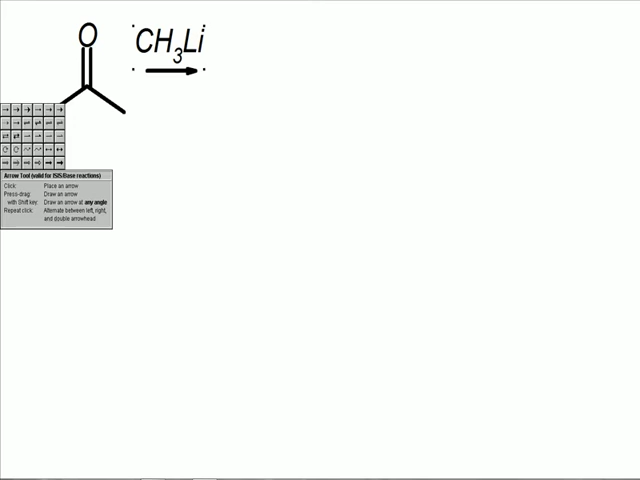 O
CH3Li
Arrow Tool (valid for ISIS/Base reactions)
Click: Place an arrow
Press-drag: Draw an arrow
with Shift key: Draw an arrow at any angle
Repeat click: Alternate between left, right,
and double arrowhead